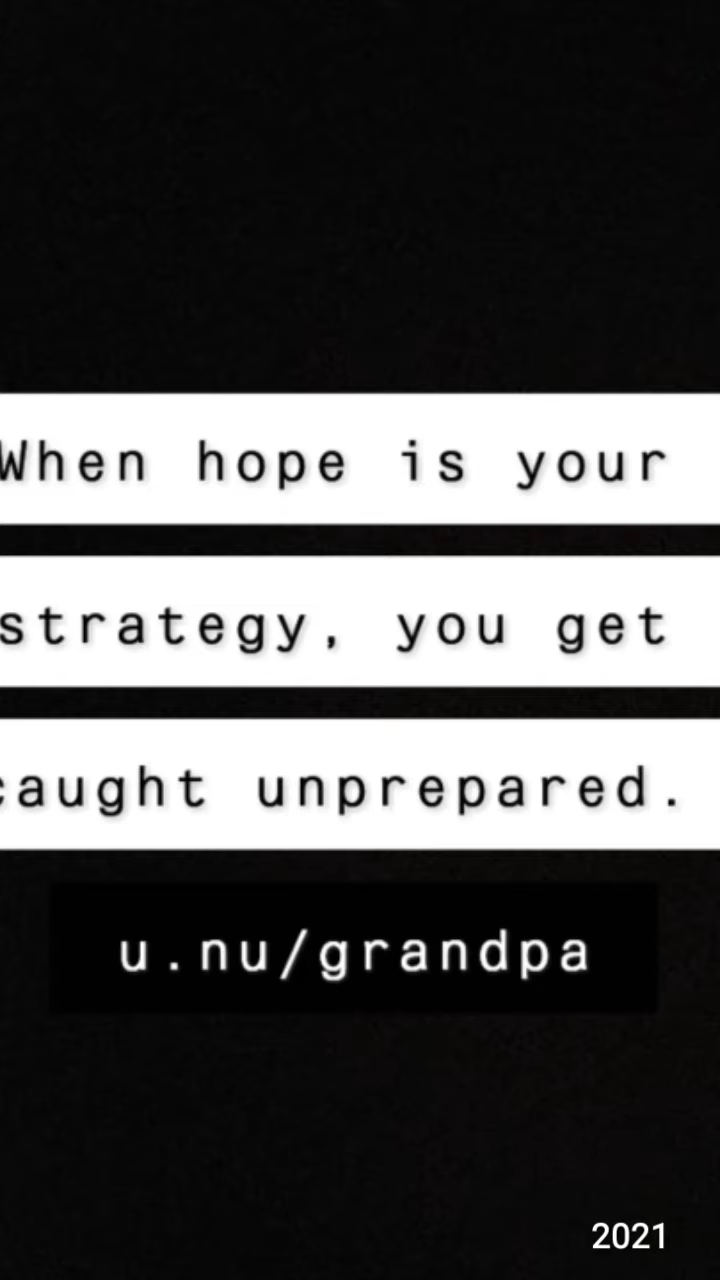 When hope is your
strategy, you get
caught unprepared.
u.nu/grandpa
2021